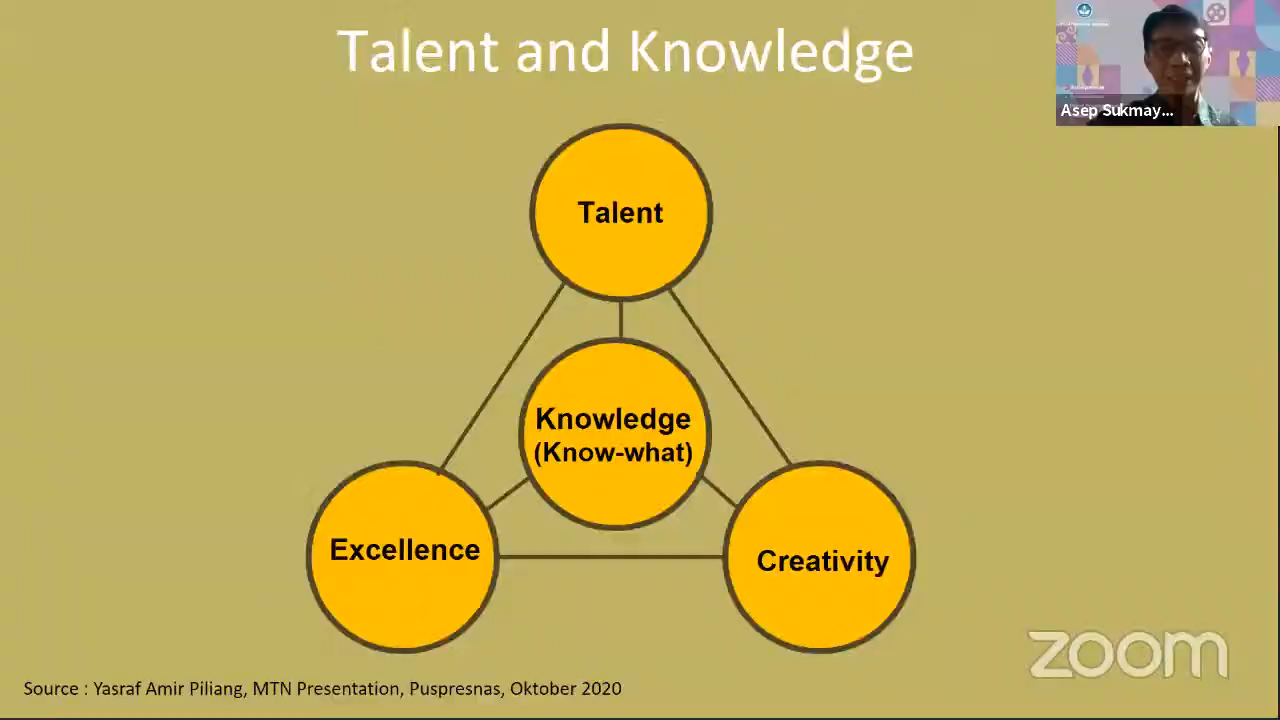 Talent and Knowledge
Asep Sukmay...
Talent
Knowledge
(Know-what)
Excellence
Creativity
zoom
Source : Yasraf Amir Piliang, MTN Presentation, Puspresnas, Oktober 2020